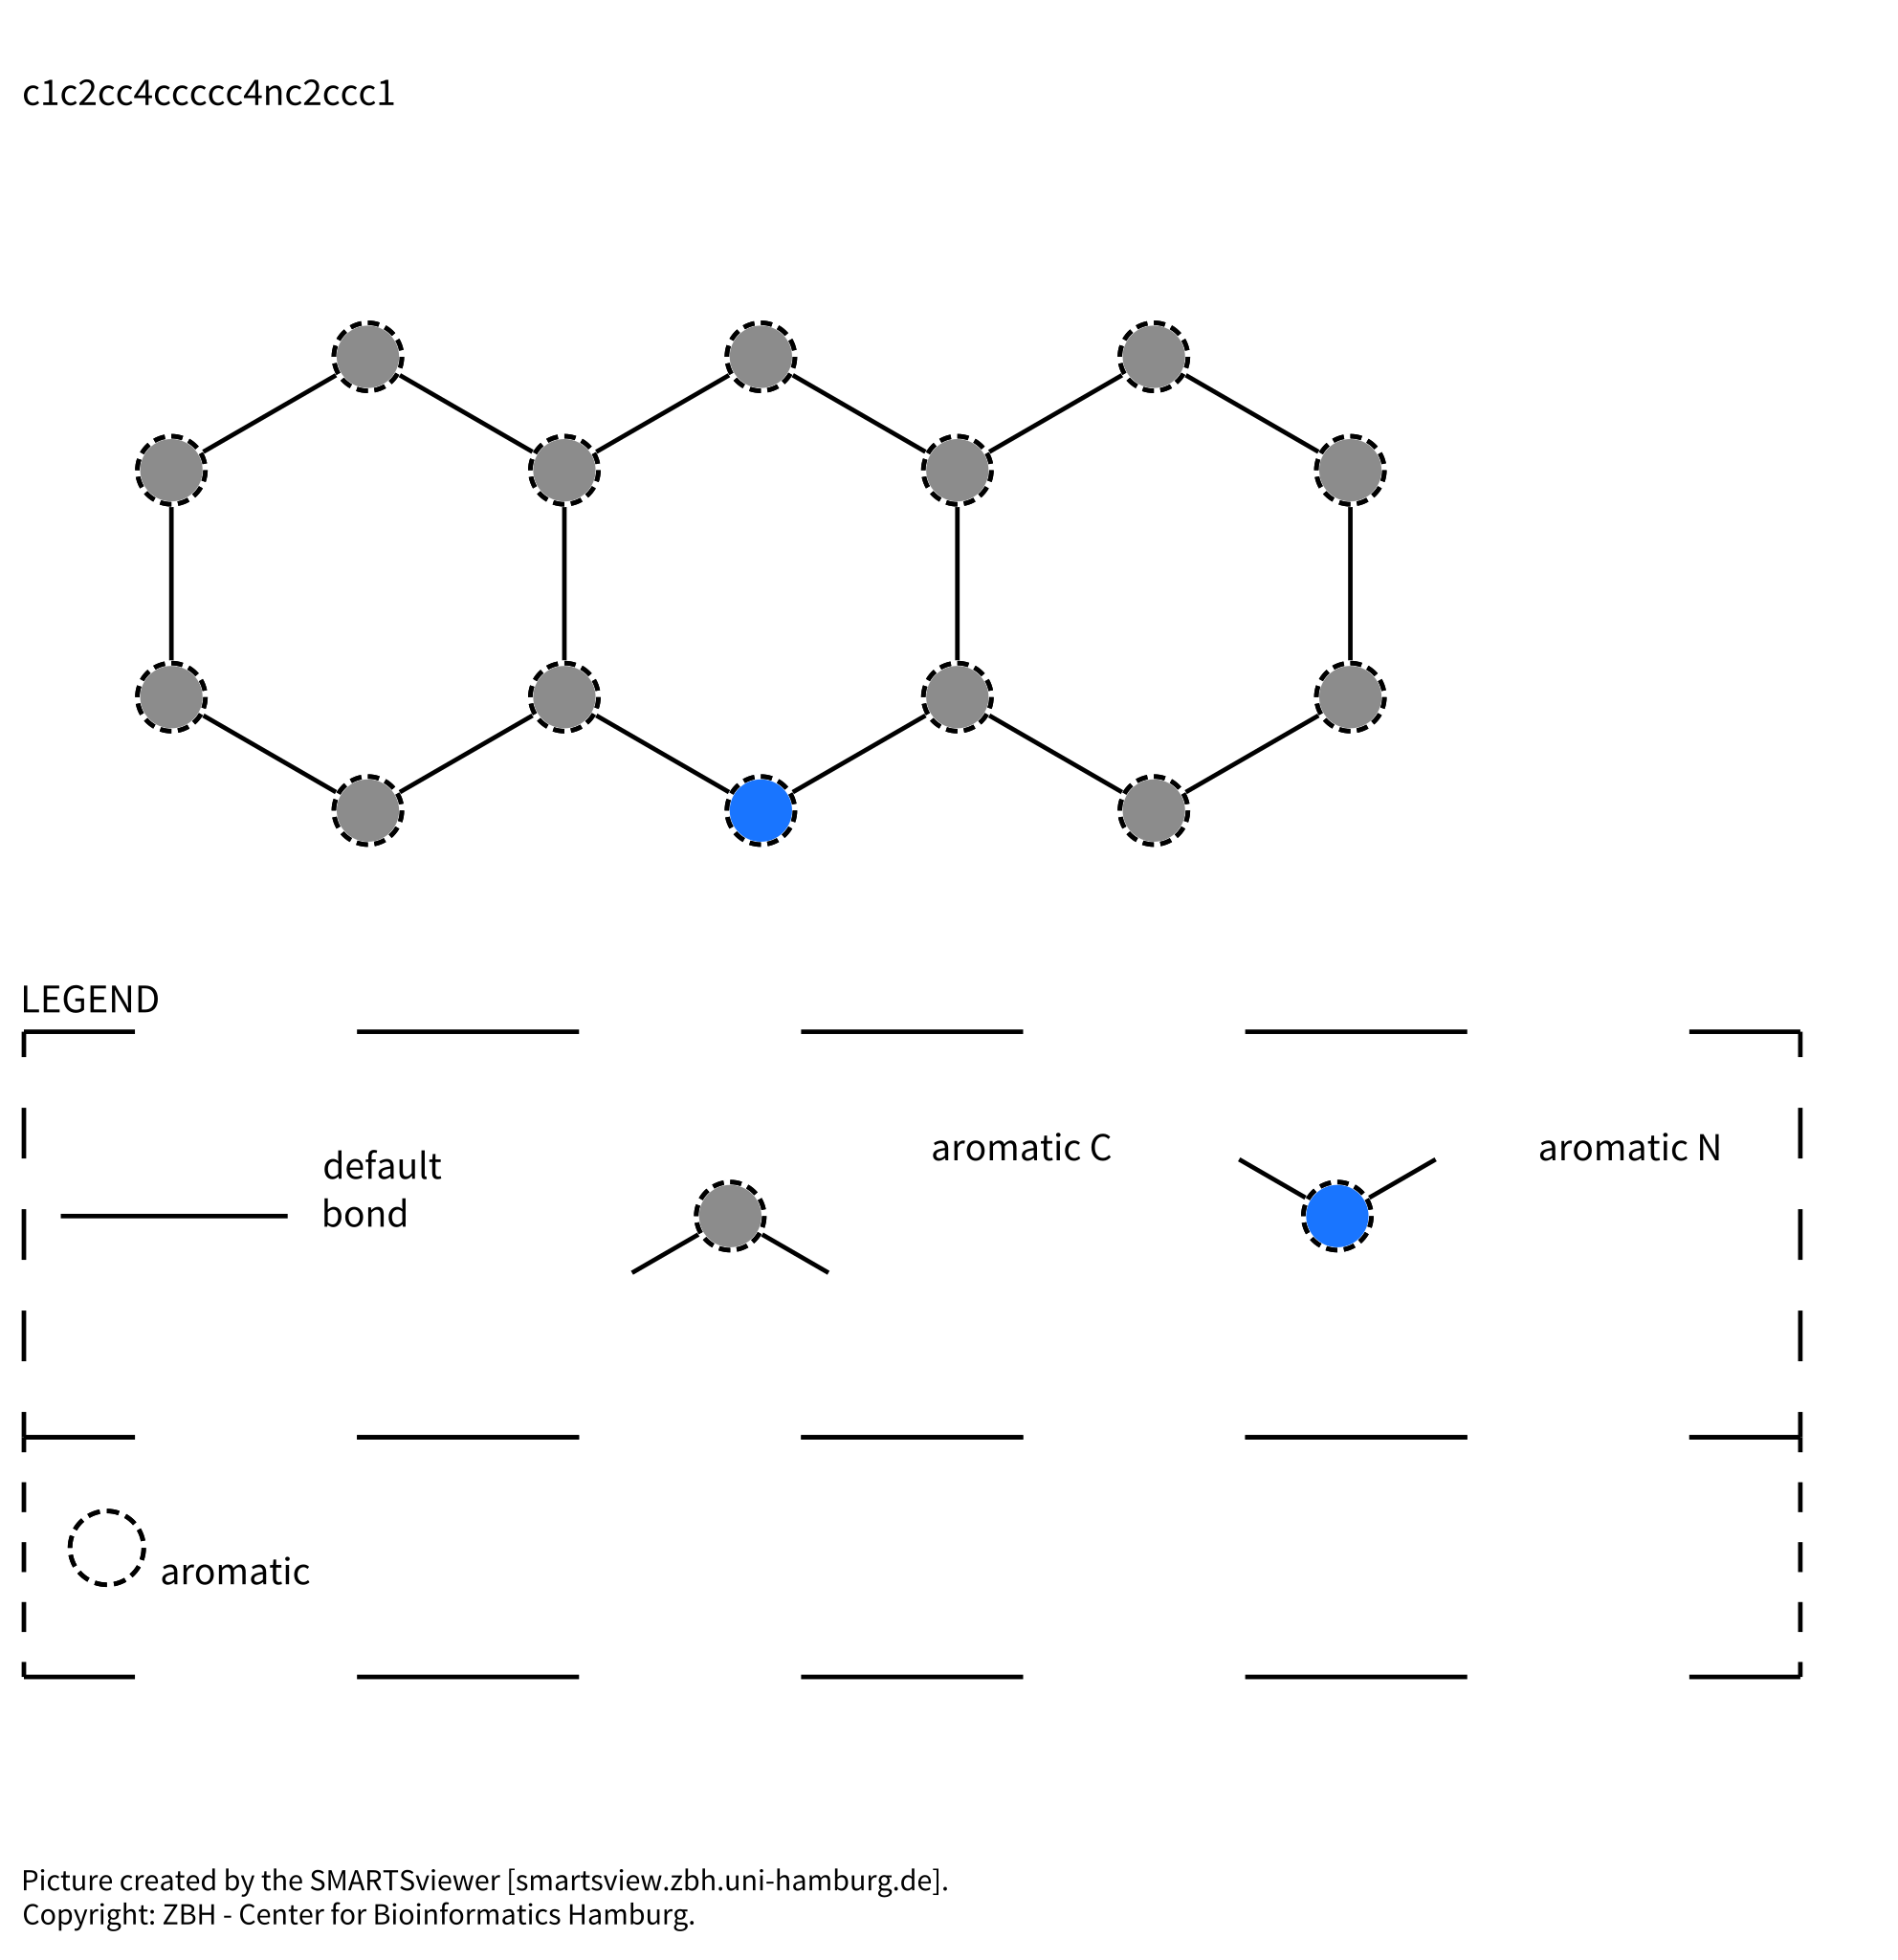 c1c2cc4ccccc4nc2ccc1
LEGEND
default
bond
aromatic C
aromatic N
aromatic
Picture created by the SMARTSviewer [smartsview.zbh.uni-hamburg.de].
Copyright: ZBH - Center for Bioinformatics Hamburg.